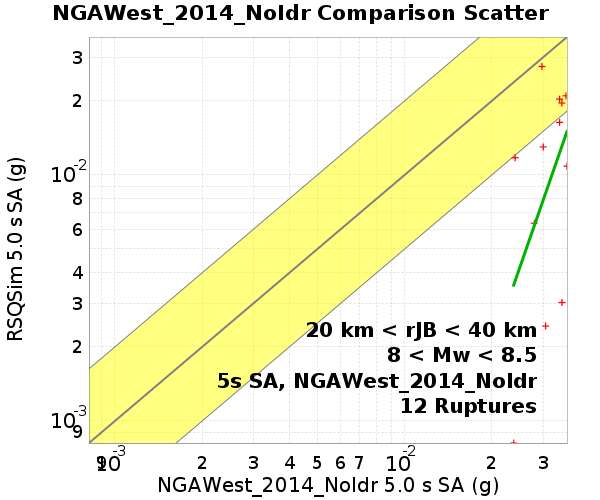 NGAWest_2014_NoIdr Comparison Scatter
RSQSim 5.0 s SA (g)
3
2
10-2
8
6
4
3
2
10-3
9
20 km < rJB < 40 km
8 < Mw < 8.5
5s SA, NGAWest_2014_NoIdr
12 Ruptures
9 10-3 2 3 4 5 6 7 10-2 2 3
NGAWest_2014_NoIdr 5.0 s SA (g)